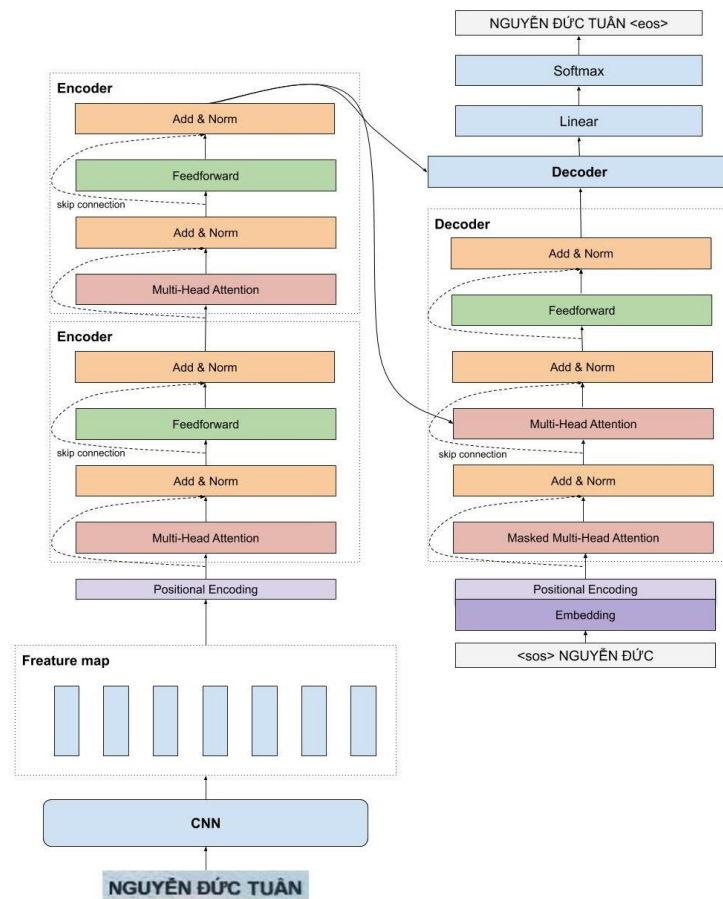 NGUYỄN ĐỨC TUÂN <eos>
Softmax
Linear
Decoder
Decoder
Add & Norm
Feedforward
Add & Norm
Multi-Head Attention
skip connection
Add & Norm
Masked Multi-Head Attention
Positional Encoding
Embedding
<sos> NGUYỄN ĐỨC
Encoder
Add & Norm
Feedforward
skip connection
Add & Norm
Multi-Head Attention
Encoder
Add & Norm
Feedforward
skip connection
Add & Norm
Multi-Head Attention
Positional Encoding
Freature map
CNN
NGUYỄN ĐỨC TUÂN